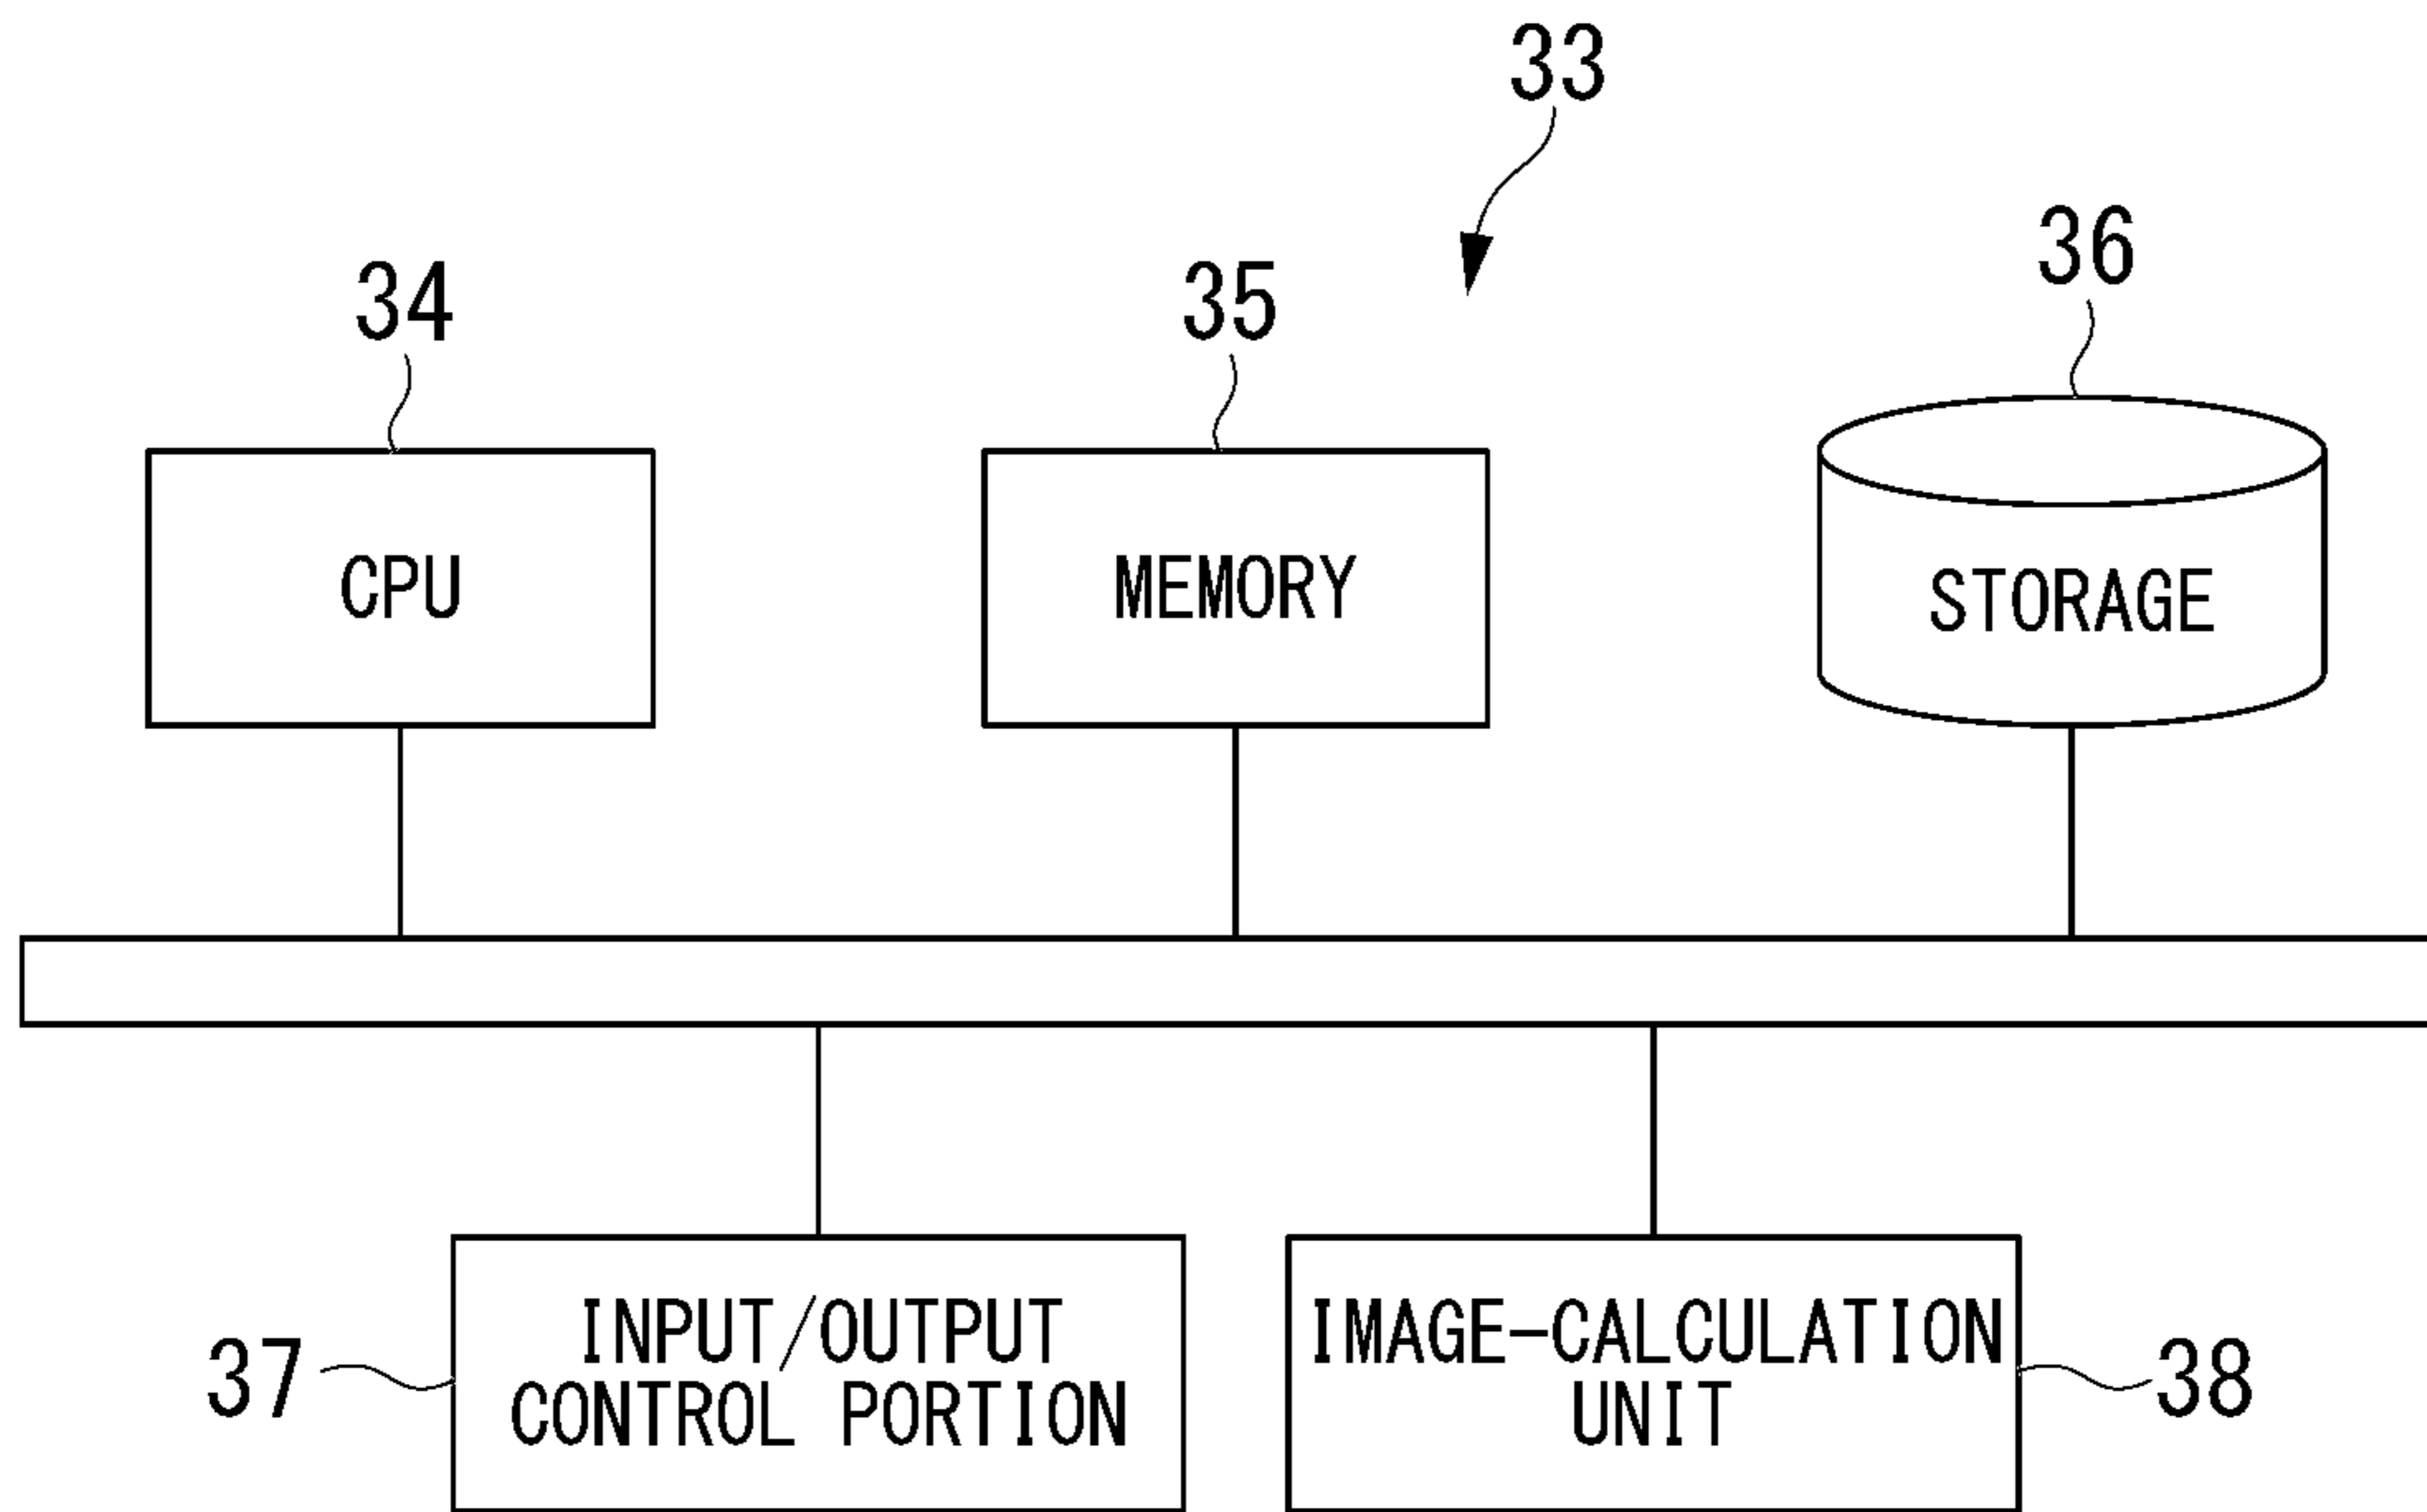 33
34
35
36
CPU
MEMORY
STORAGE
INPUT/OUTPUT
CONTROL PORTION
37
IMAGE-CALCULATION
UNIT
38